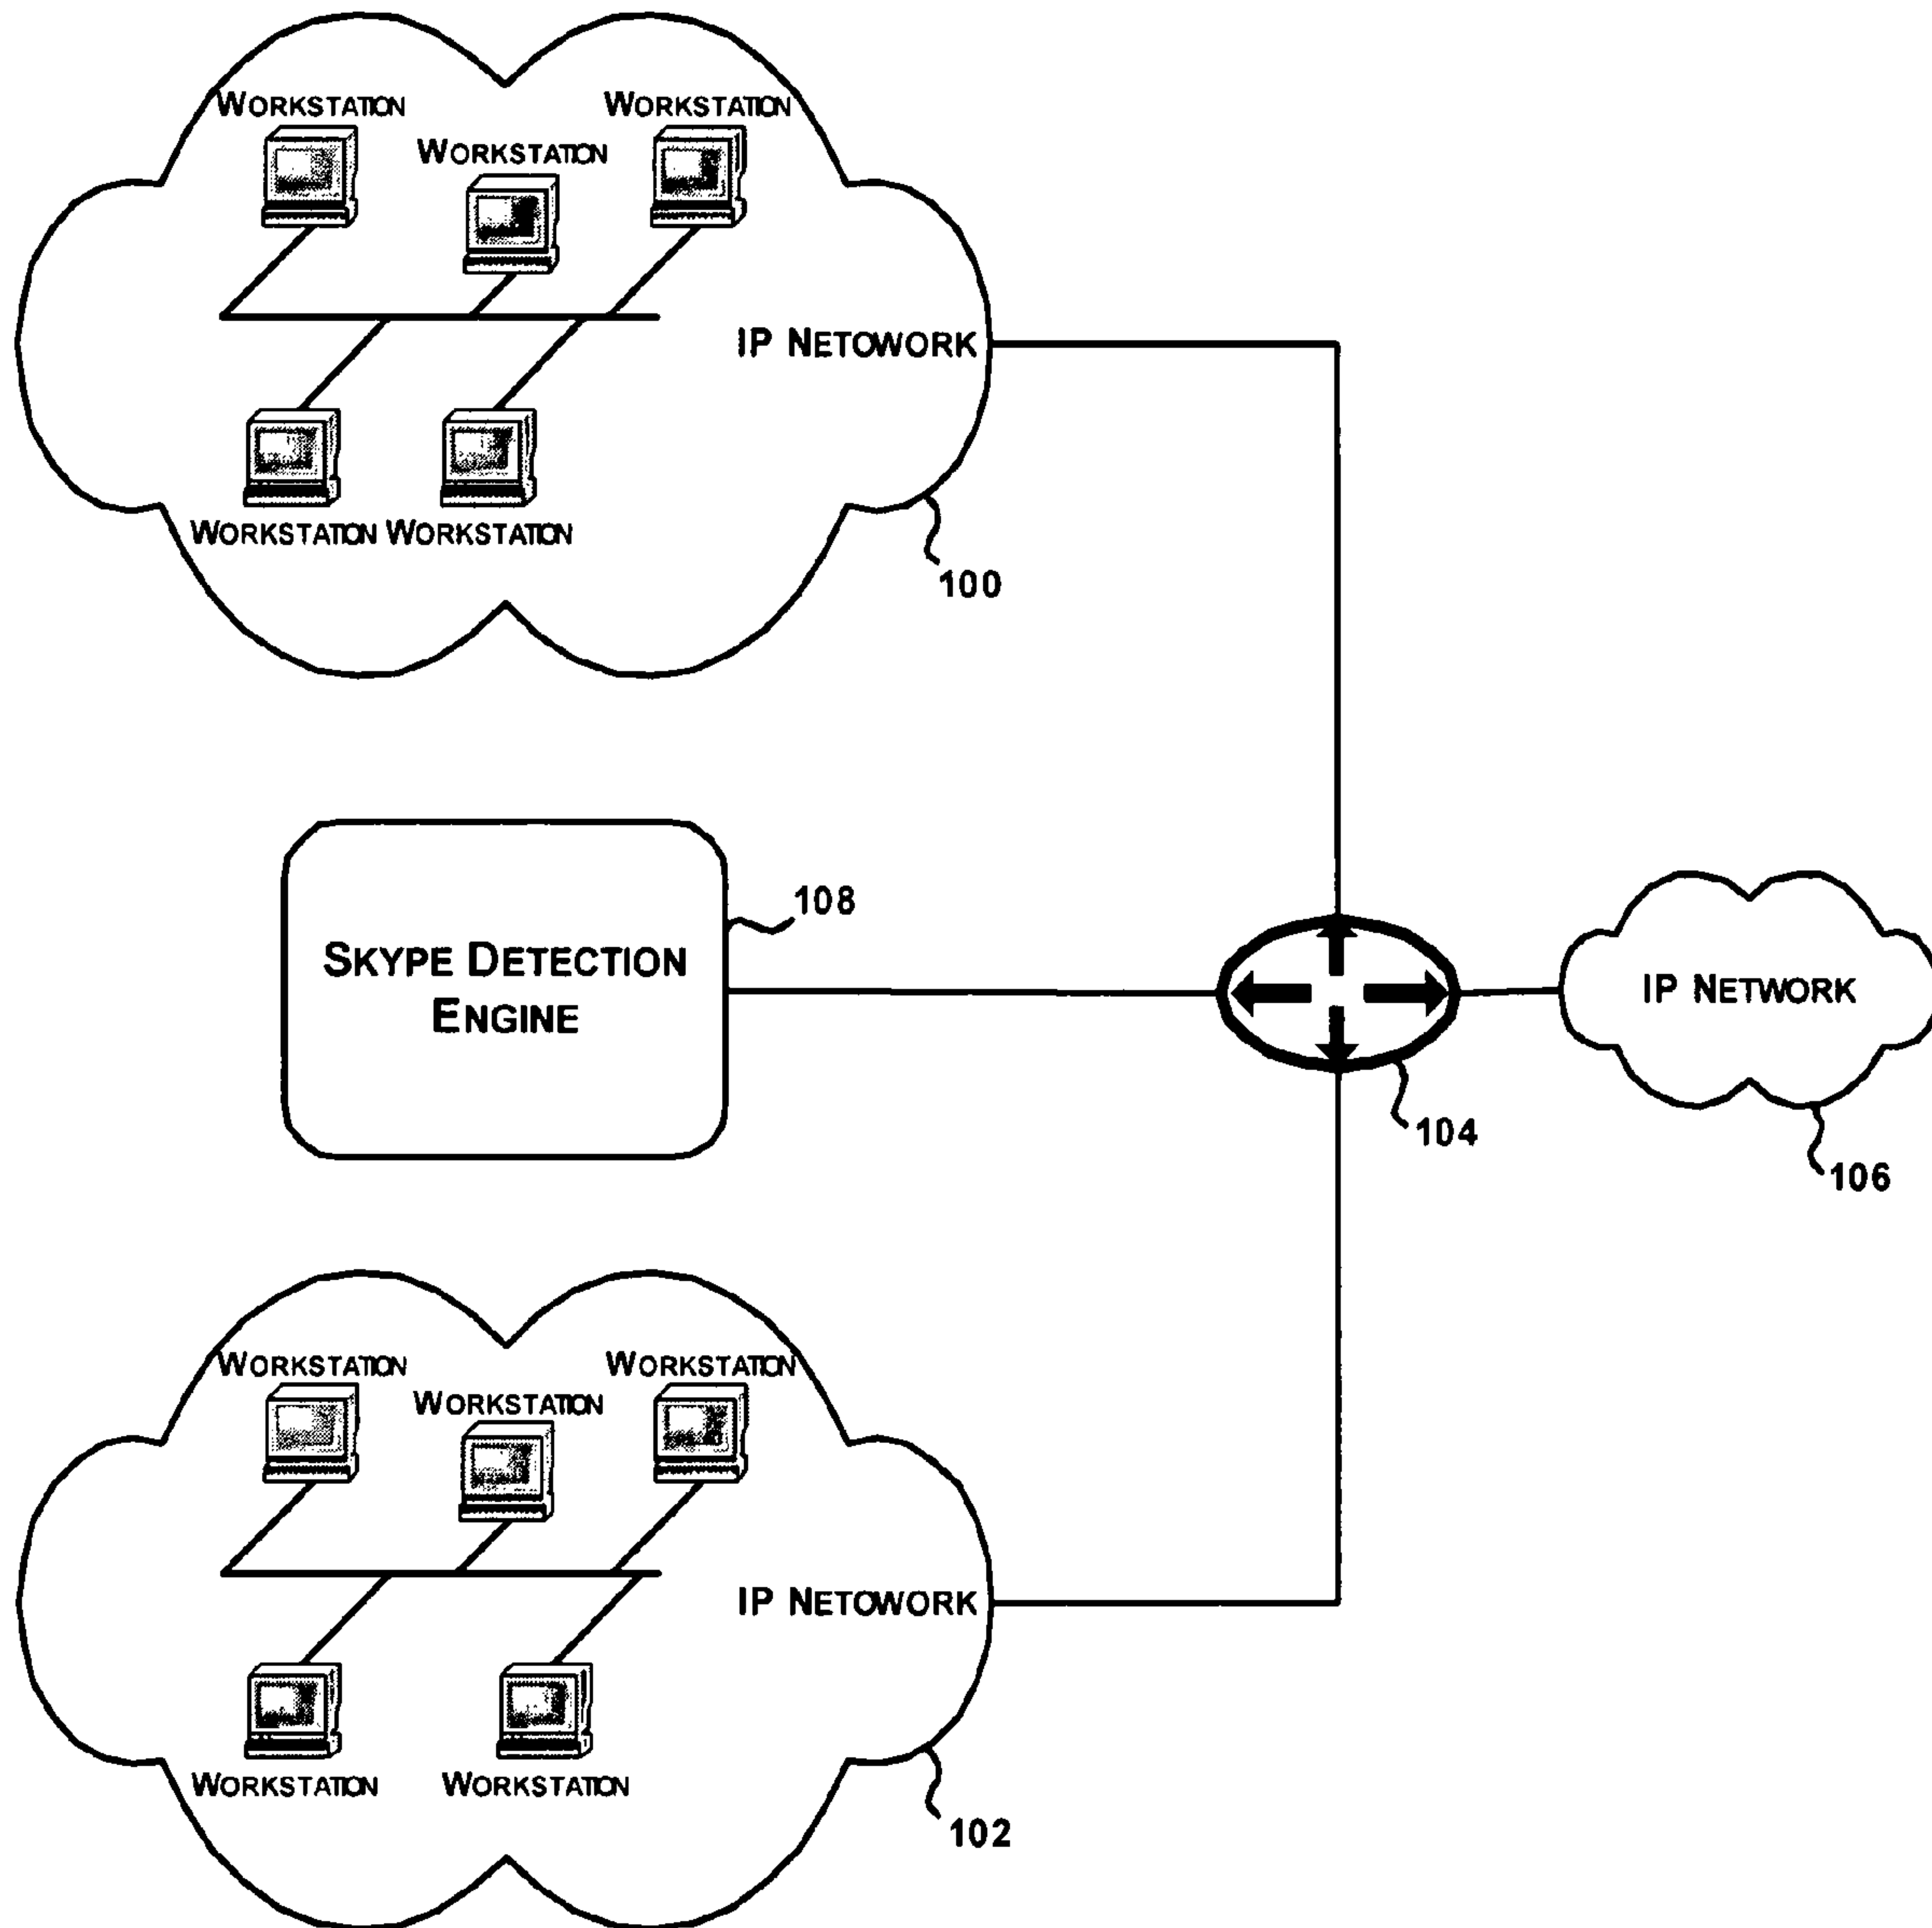 WORKSTATION WORKSTATION
WORKSTATION
IP NETOWORK
WORKSTATION WORKSTATION
100
108
SKYPE DETECTION
ENGINE
IP NETWORK
104
106
WORKSTATION WORKSTATION
WORKSTATION
IP NETOWORK
WORKSTATION WORKSTATION
102